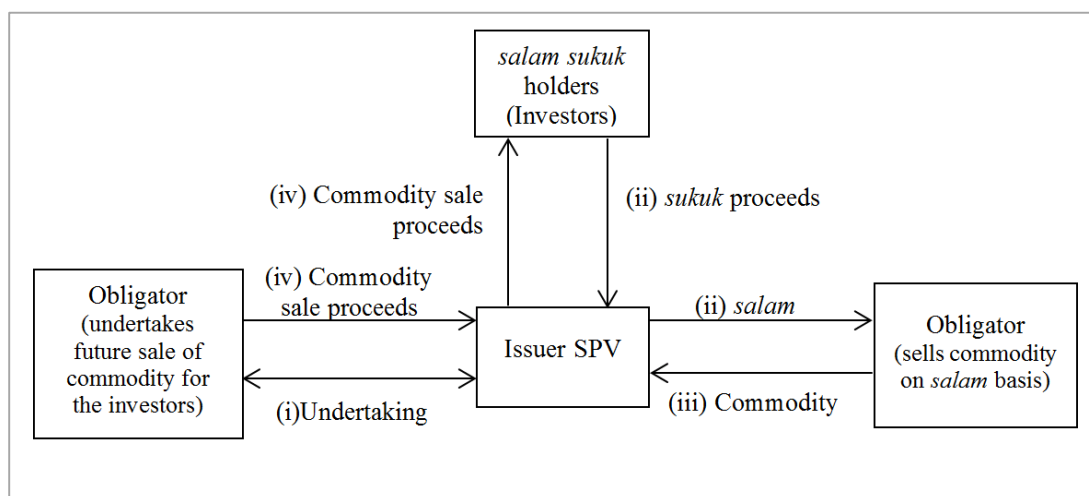 salam sukuk
holders
(Investors)
(iv) Commodity sale
proceeds
(ii) sukuk proceeds
Obligator
(undertakes
future sale of
commodity for
the investors)
(iv) Commodity
sale proceeds
(i)Undertaking
Issuer SPV
(ii) salam
(iii) Commodity
Obligator
(sells commodity
on salam basis)